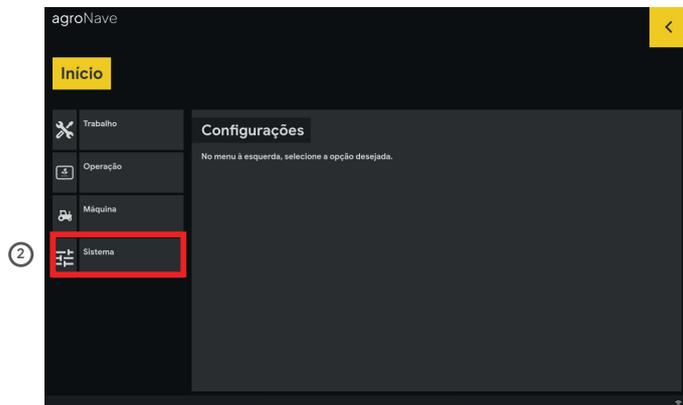 agroNave
Início
Trabalho
Operação
Máquina
2
Sistema
Configurações
No menu à esquerda, selecione a opção desejada.